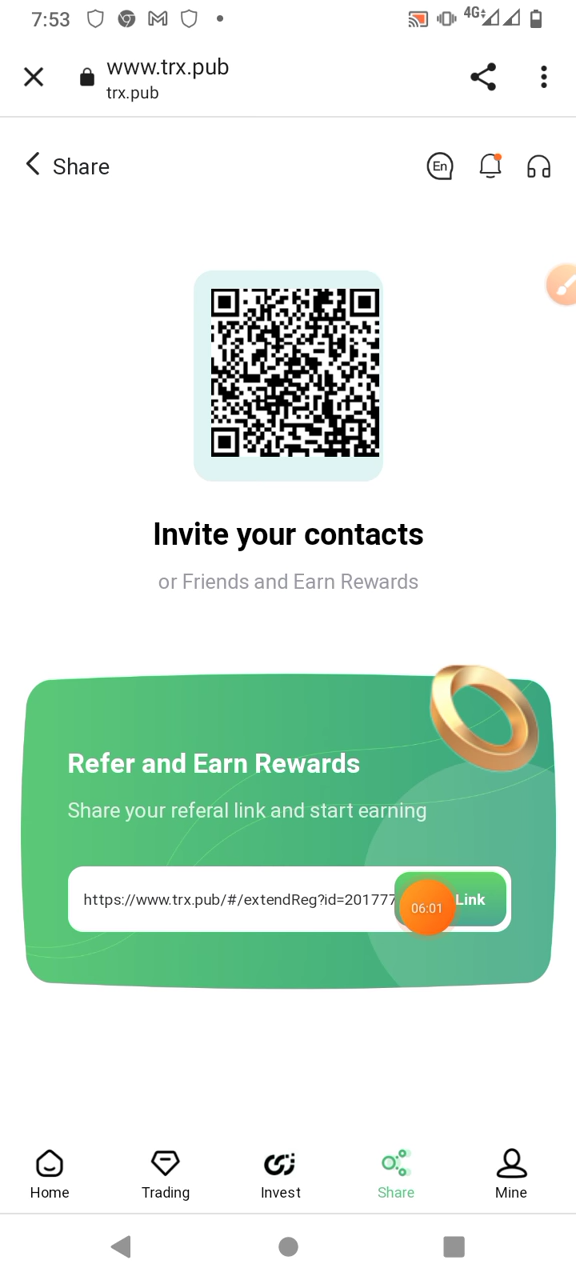 7:53
4G
www.trx.pub
trx.pub
Share
En
Invite your contacts
or Friends and Earn Rewards
Refer and Earn Rewards
Share your referal link and start earning
https://www.trx.pub/#/extendReg?id=201777
06:01
Link
Home
Trading
Invest
Share
Mine